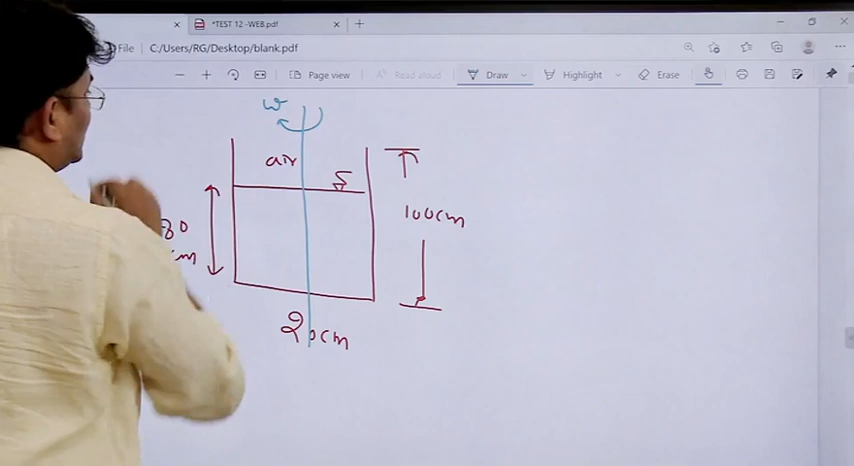 *TEST 12 -WEB.pdf
File
C:/Users/RG/Desktop/blank.pdf
Page view
Read aloud
Draw
Highlight
Erase
ω
air
80
cm
100cm
20cm